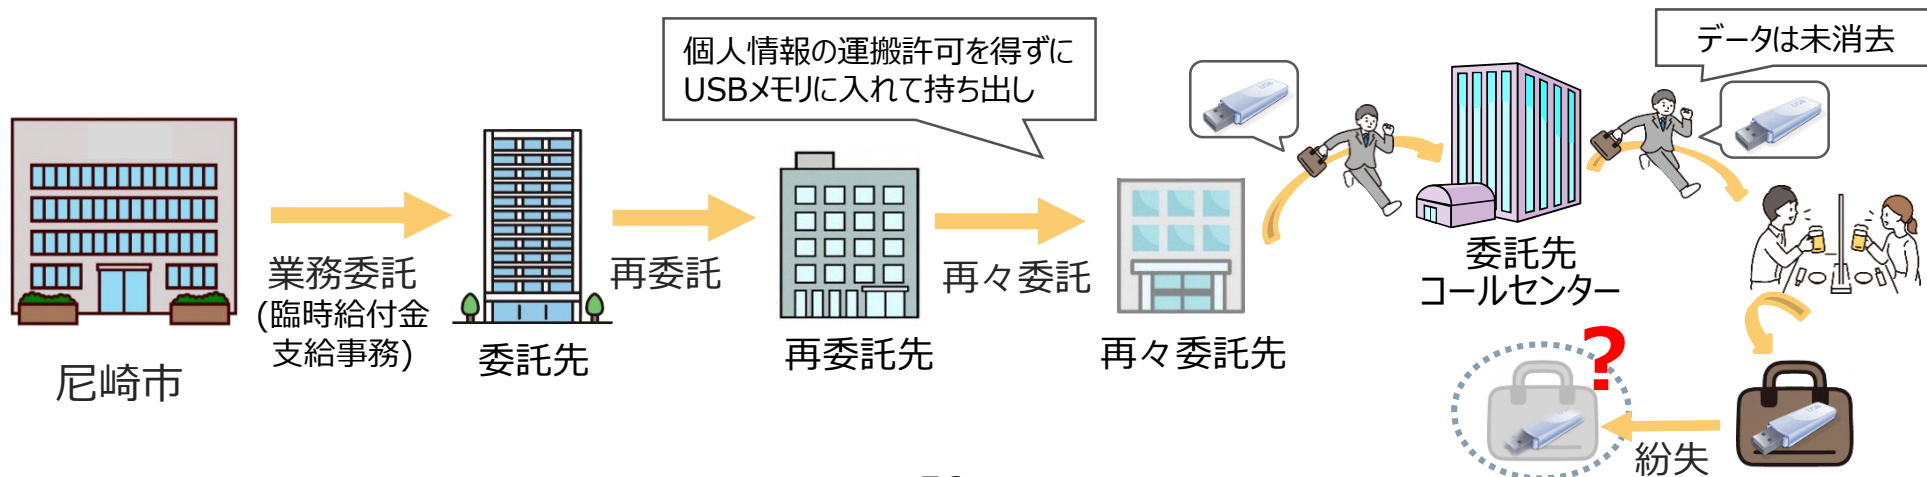 個人情報の運搬許可を得ずに
USBメモリに入れて持ち出し
データは未消去
尼崎市
業務委託
(臨時給付金
支給事務)
委託先
再委託
再委託先
再々委託
再々委託先
委託先
コールセンター
?
紛失